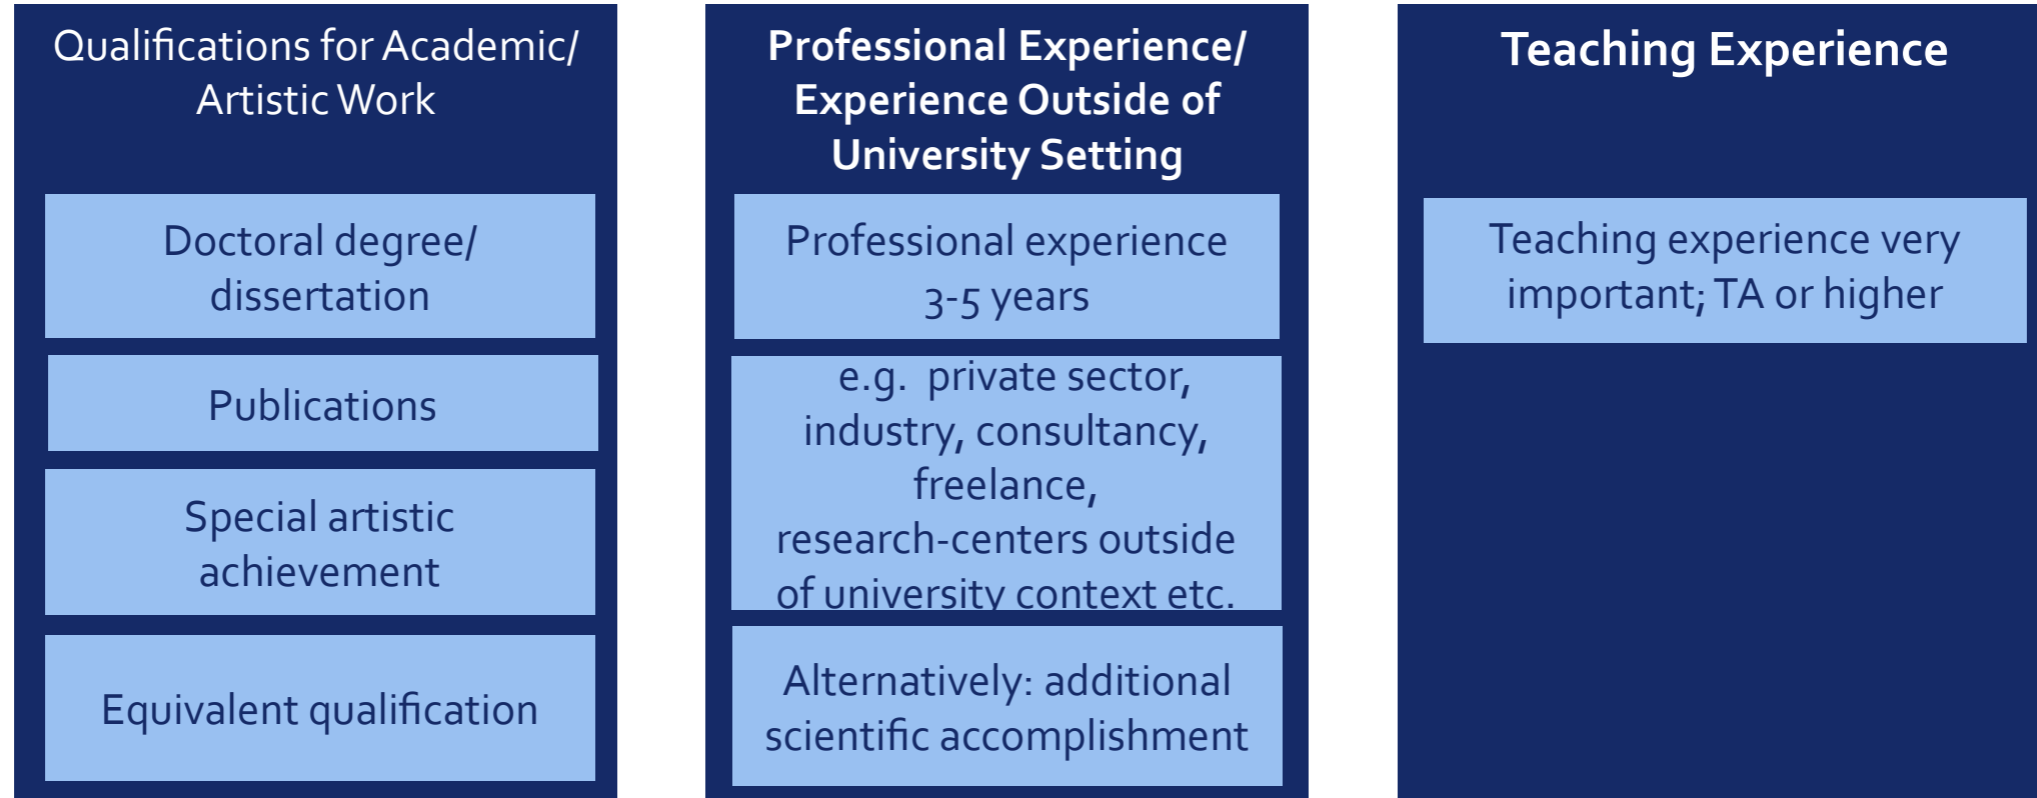 Qualifications for Academic/
Artistic Work
Doctoral degree/
dissertation
Publications
Special artistic
achievement
Equivalent qualification
Professional Experience/
Experience Outside of
University Setting
Professional experience
3-5 years
e.g.  private sector,
industry, consultancy,
freelance,
research-centers outside
of university context etc.
Alternatively: additional
scientific accomplishment
Teaching Experience
Teaching experience very
important; TA or higher